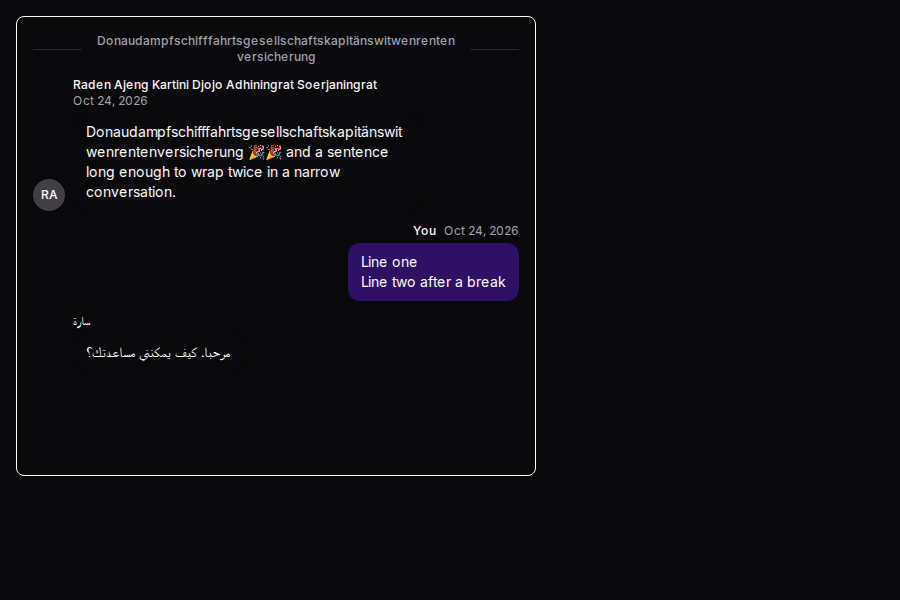 Donaudampfschifffahrtsgesellschaftskapitänswitwenrenten
versicherung
Raden Ajeng Kartini Djojo Adhiningrat Soerjaningrat
Oct 24, 2026
Donaudampfschifffahrtsgesellschaftskapitänswit
wenrentenversicherung 🎉🎉 and a sentence
long enough to wrap twice in a narrow
conversation.
RA
You Oct 24, 2026
Line one
Line two after a break
سارة
مرحبا، كيف يمكنني مساعدتك؟